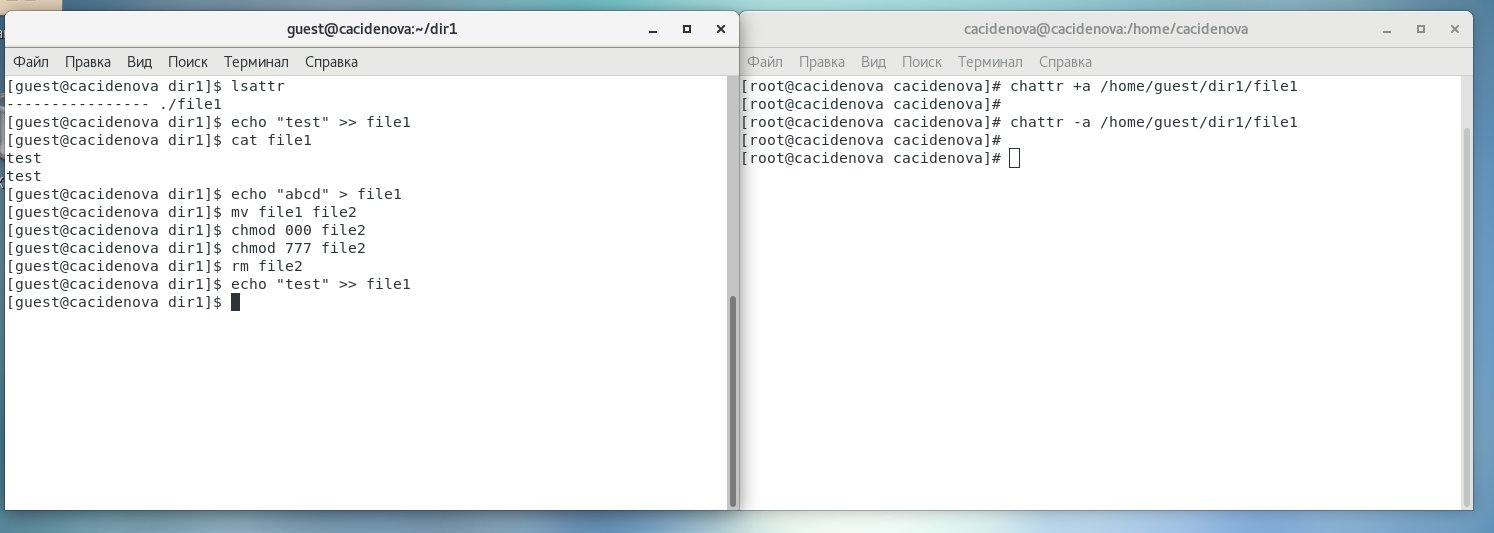 guest@cacidenova:~/dir1
Файл Правка Вид Поиск Терминал Справка
[guest@cacidenova dir1]$ lsattr
---------------- ./file1
[guest@cacidenova dir1]$ echo "test" >> file1
[guest@cacidenova dir1]$ cat file1
test
test
[guest@cacidenova dir1]$ echo "abcd" > file1
[guest@cacidenova dir1]$ mv file1 file2
[guest@cacidenova dir1]$ chmod 000 file2
[guest@cacidenova dir1]$ chmod 777 file2
[guest@cacidenova dir1]$ rm file2
[guest@cacidenova dir1]$ echo "test" >> file1
[guest@cacidenova dir1]$
cacidenova@cacidenova:/home/cacidenova
Файл Правка Вид Поиск Терминал Справка
[root@cacidenova cacidenova]# chattr +a /home/guest/dir1/file1
[root@cacidenova cacidenova]#
[root@cacidenova cacidenova]# chattr -a /home/guest/dir1/file1
[root@cacidenova cacidenova]#
[root@cacidenova cacidenova]#